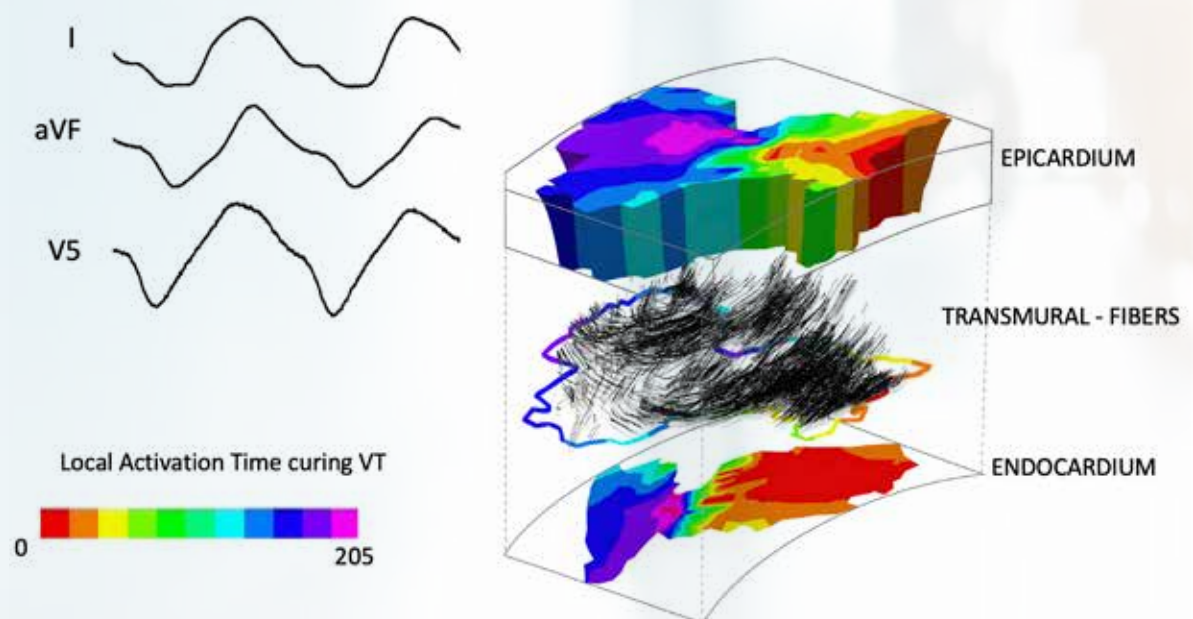 I
aVF
V5
Local Activation Time curing VT
0
205
EPICARDIUM
TRANSMURAL - FIBERS
ENDOCARDIUM